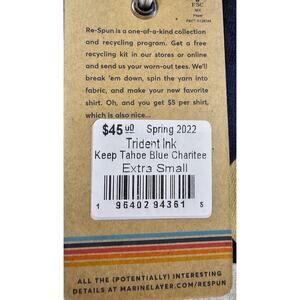 FSC
MIX
Paper
Re-Spun is a one-of-a-kind collection
and recycling program. Get a free
recycling kit in our stores or online
and send us your worn-out tees. We'll
break 'em down, spin the yarn into
fabric, and make your new favorite
shirt. Oh, and you get $5 per shirt,
which is also nice...
$45 00 Spring 2022
Trident Ink
Keep Tahoe Blue Charitee
Extra Small
1 96402 94361 5
ALL THE (POTENTIALLY) INTERESTING
DETAILS AT MARINELAYER.COM/RESPUN